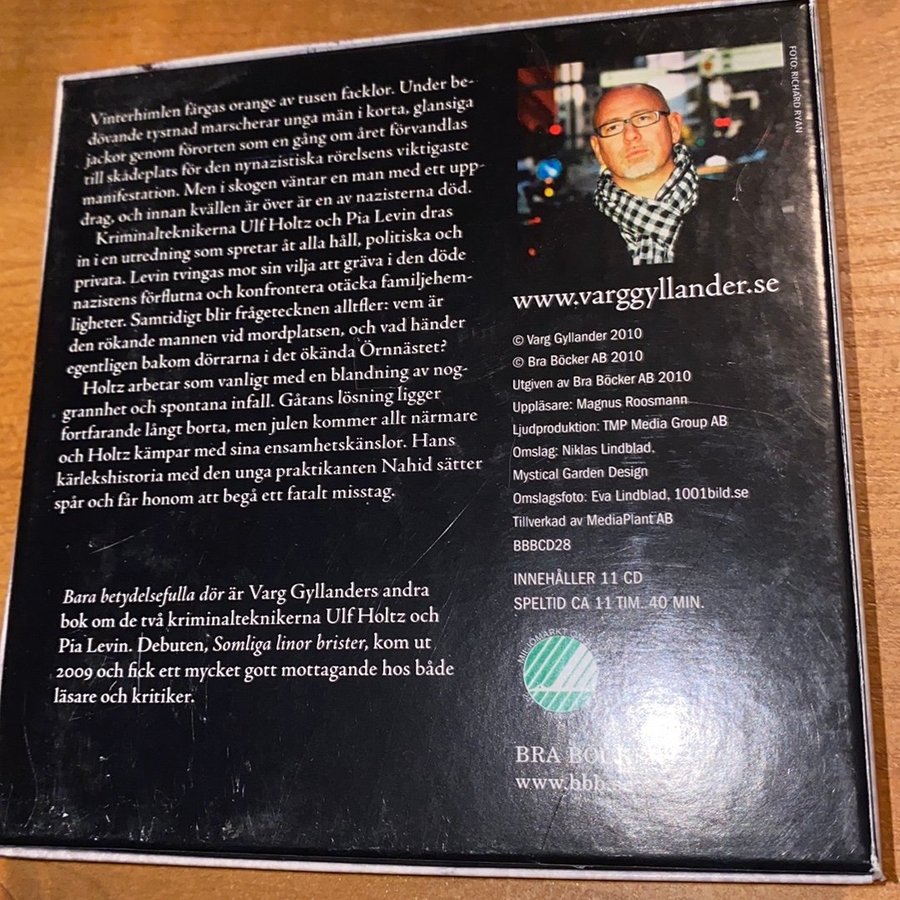 Vinterhimlen färgas orange av tusen facklor. Under be-
dövande tystnad marscherar unga män i korta, glansiga
jackor genom förorten som en gång om året förvandlas
till skådeplats för den nynazistiska rörelsens viktigaste
manifestation. Men i skogen väntar en man med ett upp-
drag, och innan kvällen är över är en av nazisterna död.
Kriminalteknikerna Ulf Holtz och Pia Levin dras
in i en utredning som spretar åt alla håll, politiska och
privata. Levin tvingas mot sin vilja att gräva i den döde
nazistens förflutna och konfrontera otäcka familjehem-
ligheter. Samtidigt blir frågetecknen alltfler: vem är
den rökande mannen vid mordplatsen, och vad händer
egentligen bakom dörrarna i det ökända Örnnästet?
Holtz arbetar som vanligt med en blandning av nog-
grannhet och spontana infall. Gåtans lösning ligger
fortfarande långt borta, men julen kommer allt närmare
och Holtz kämpar med sina ensamhetskänslor. Hans
kärlekshistoria med den unga praktikanten Nahid sätter
spår och får honom att begå ett fatalt misstag.
Bara betydelsefulla dör är Varg Gyllanders andra
bok om de två kriminalteknikerna Ulf Holtz och
Pia Levin. Debuten, Somliga linor brister, kom ut
2009 och fick ett mycket gott mottagande hos både
läsare och kritiker.
FOTO: RICHARD RYAN
www.varggyllander.se
© Varg Gyllander 2010
© Bra Böcker AB 2010
Utgiven av Bra Böcker AB 2010
Uppläsare: Magnus Roosmann
Ljudproduktion: TMP Media Group AB
Omslag: Niklas Lindblad,
Mystical Garden Design
Omslagsfoto: Eva Lindblad, 1001bild.se
Tillverkad av MediaPlant AB
BBBCD28
INNEHÅLLER 11 CD
SPELTID CA 11 TIM. 40 MIN.
MILJÖMÄRKT
BRA
www.bbb.